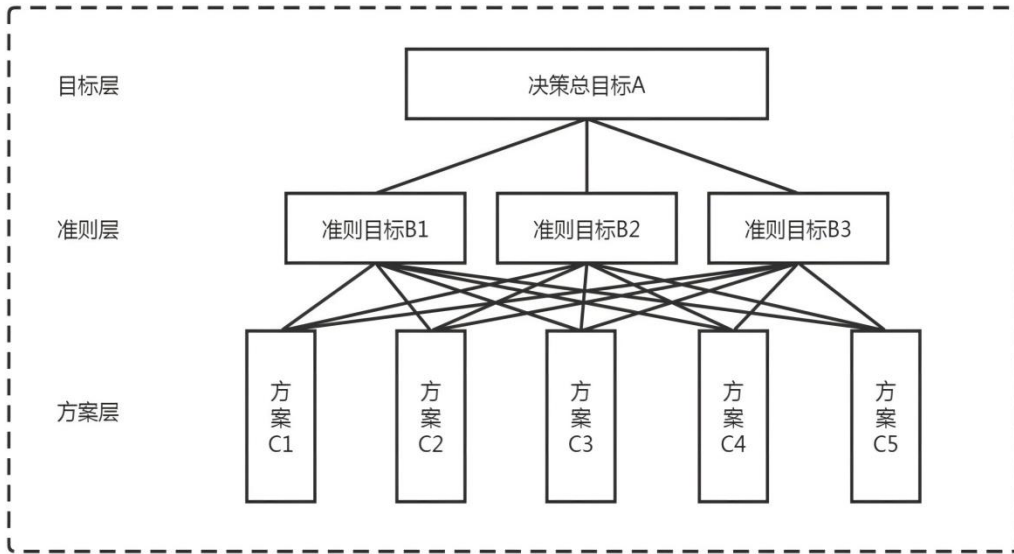 目标层
决策总目标A
准则层
准则目标B1
准则目标B2
准则目标B3
方案层
方
案
C1
方
案
C2
方
案
C3
方
案
C4
方
案
C5